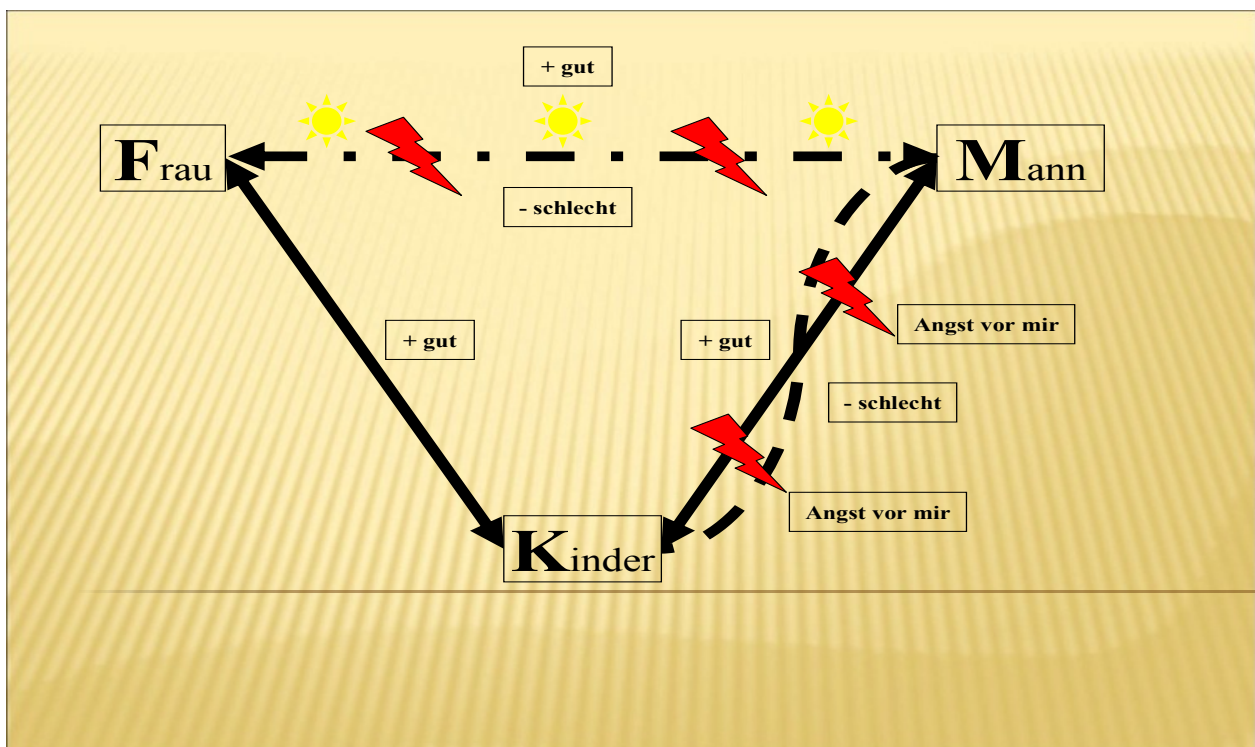 + gut
Frau
Mann
- schlecht
Angst vor mir
+ gut
+ gut
- schlecht
Angst vor mir
Kinder